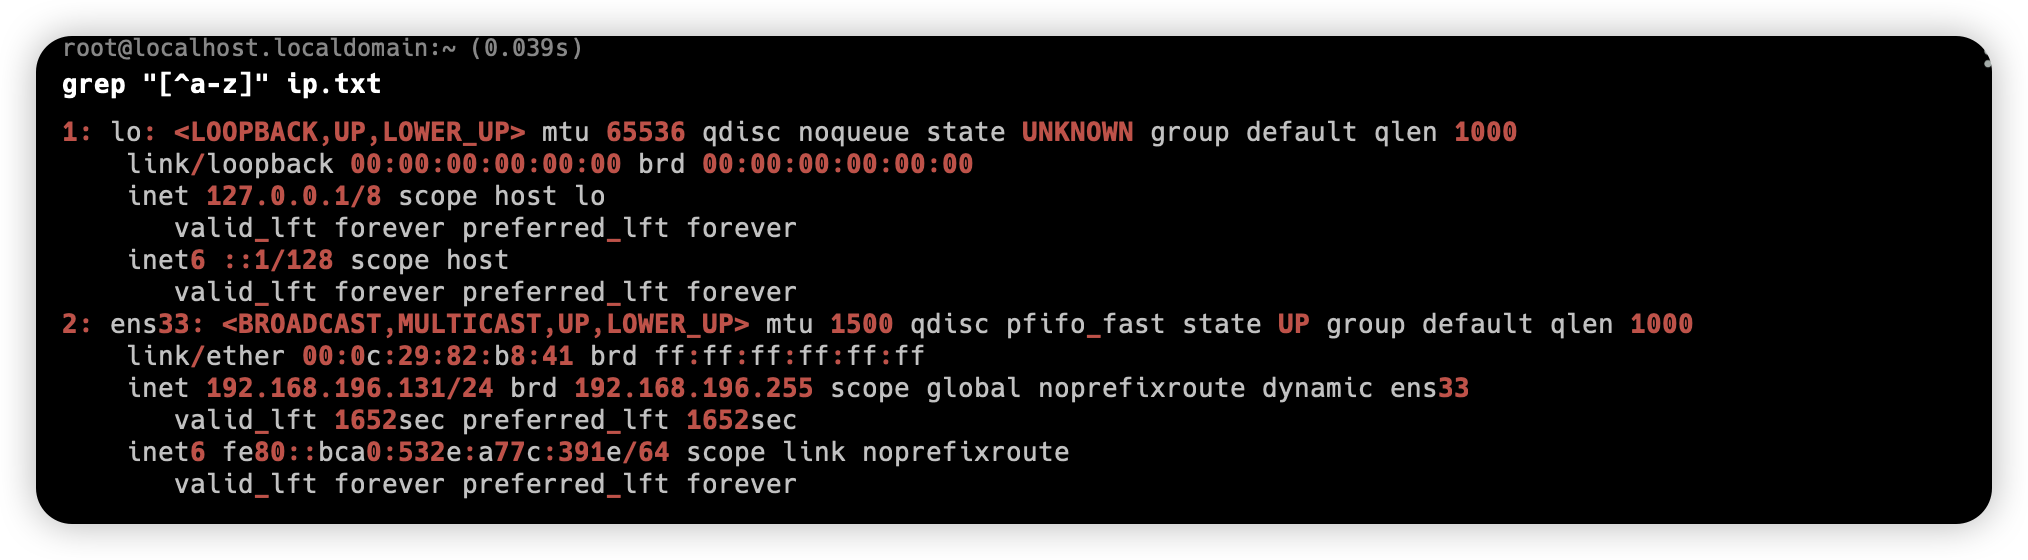 root@localhost.localdomain:~ (0.039s)
grep "[^a-z]" ip.txt
1: lo: <LOOPBACK,UP,LOWER_UP> mtu 65536 qdisc noqueue state UNKNOWN group default qlen 1000
    link/loopback 00:00:00:00:00:00 brd 00:00:00:00:00:00
    inet 127.0.0.1/8 scope host lo
       valid_lft forever preferred_lft forever
    inet6 ::1/128 scope host
       valid_lft forever preferred_lft forever
2: ens33: <BROADCAST,MULTICAST,UP,LOWER_UP> mtu 1500 qdisc pfifo_fast state UP group default qlen 1000
    link/ether 00:0c:29:82:b8:41 brd ff:ff:ff:ff:ff:ff
    inet 192.168.196.131/24 brd 192.168.196.255 scope global noprefixroute dynamic ens33
       valid_lft 1652sec preferred_lft 1652sec
    inet6 fe80::bca0:532e:a77c:391e/64 scope link noprefixroute
       valid_lft forever preferred_lft forever